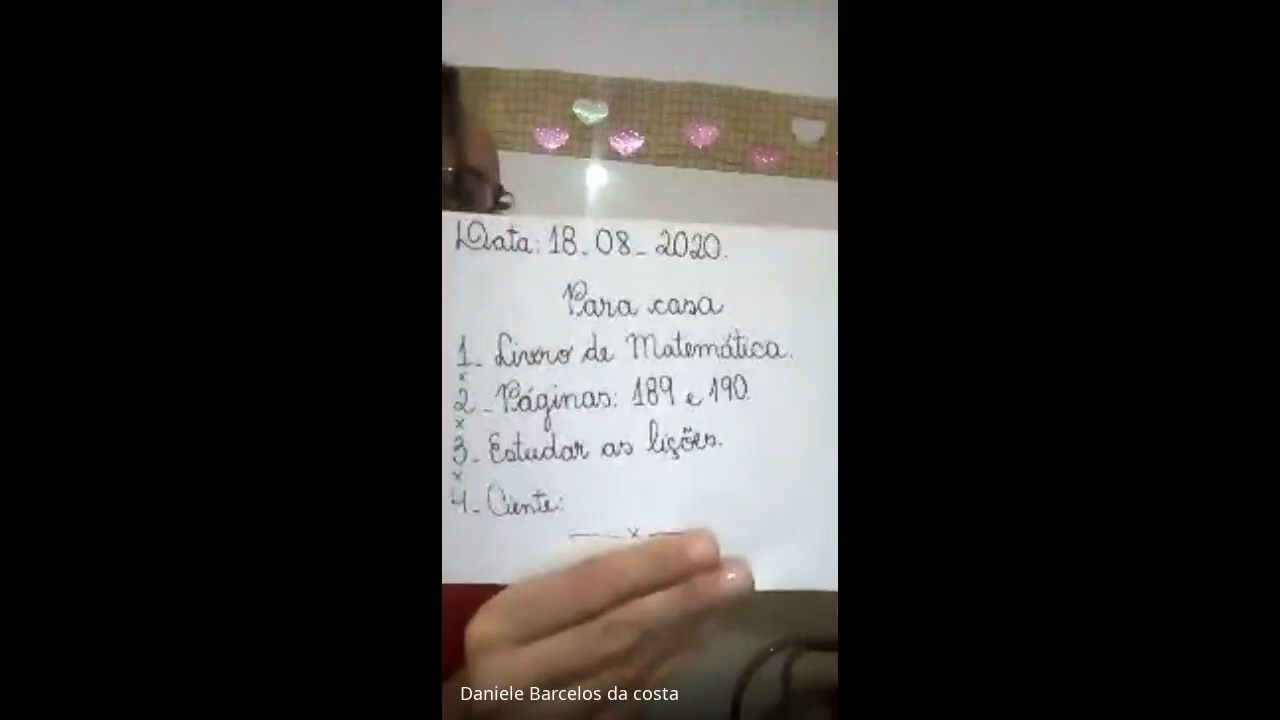 Data: 18-08-2020.
Para casa
1- Livro de Matemática.
x
2- Páginas: 189 e 190.
x
3- Estudar as lições.
x
4- Ciente:
x
Daniele Barcelos da costa